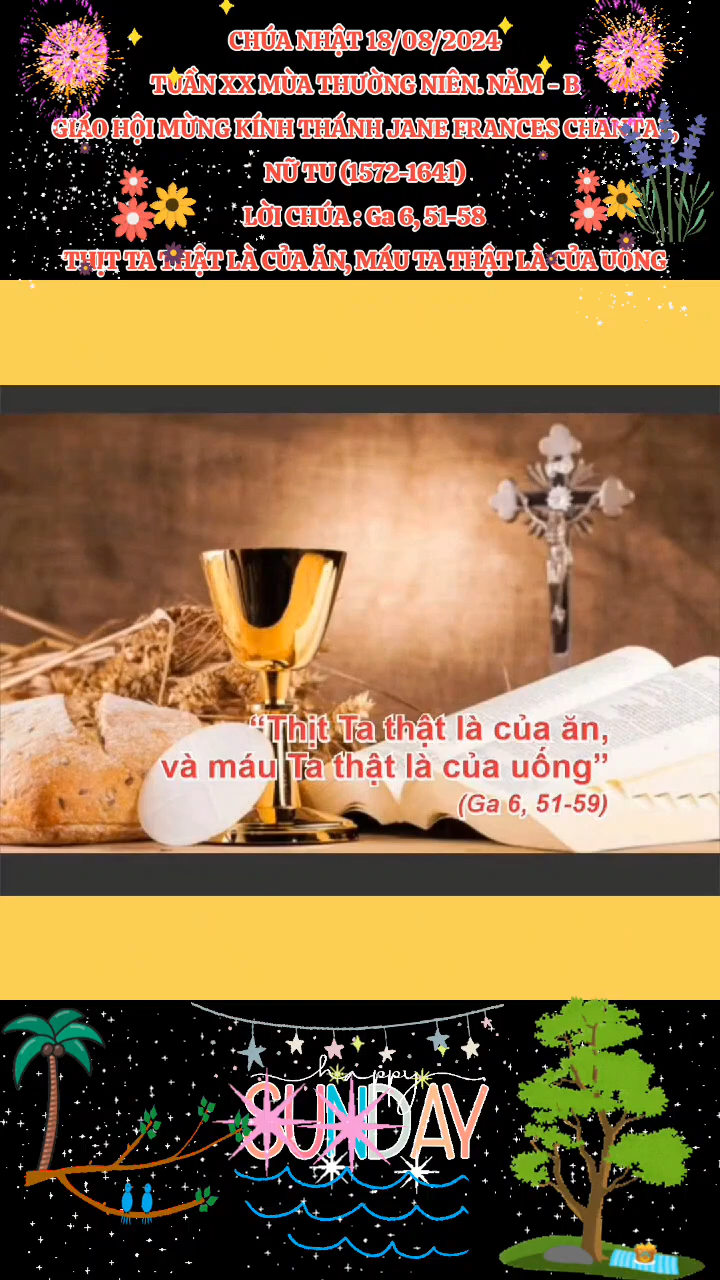 CHÚA NHẬT 18/08/2024
TUẦN XX MÙA THƯỜNG NIÊN. NĂM - B
GIÁO HỘI MỪNG KÍNH THÁNH JANE FRANCES CHANTAL,
NỮ TU (1572-1641)
LỜI CHÚA : Ga 6, 51-58
THỊT TA THẬT LÀ CỦA ĂN, MÁU TA THẬT LÀ CỦA UỐNG
“Thịt Ta thật là của ăn,
và máu Ta thật là của uống”
(Ga 6, 51-59)
happy
SUNDAY